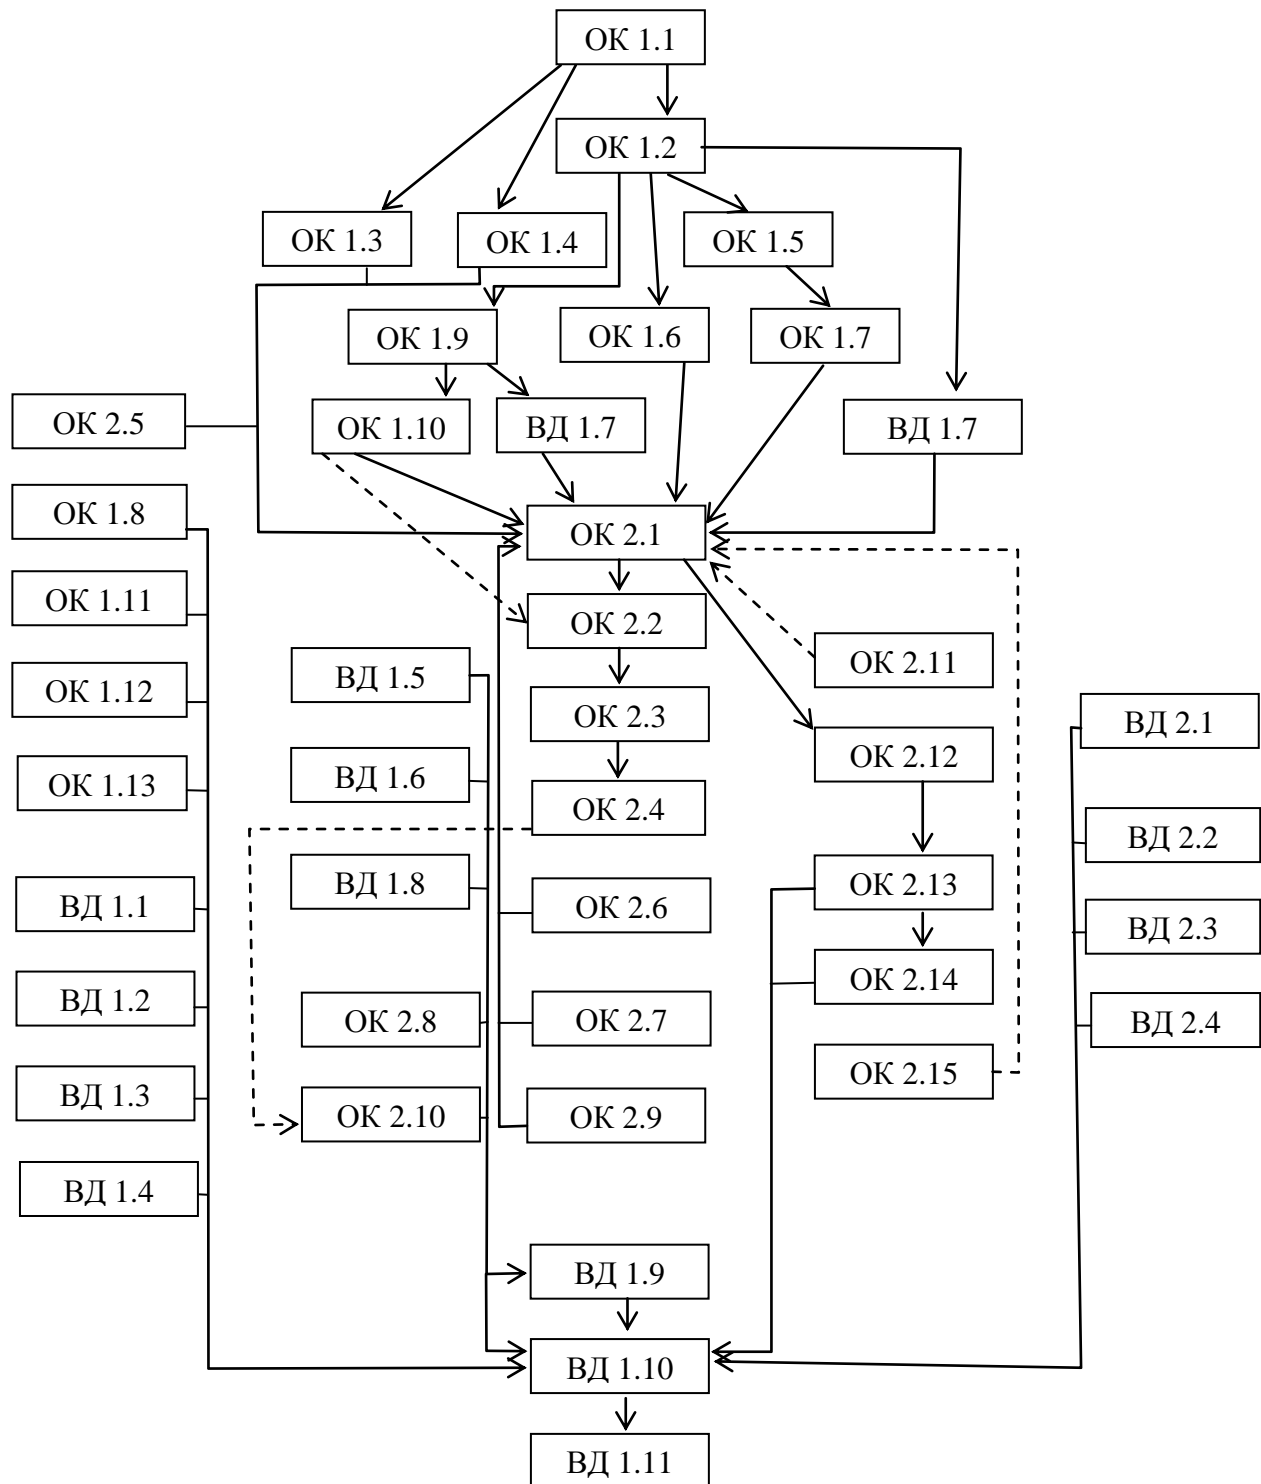 ОК 1.1
ОК 1.2
ОК 1.3
ОК 1.4
ОК 1.5
ОК 1.9
ОК 1.6
ОК 1.7
ОК 2.5
ОК 1.10
ВД 1.7
ВД 1.7
ОК 1.8
ОК 2.1
ОК 1.11
ОК 2.2
ОК 2.11
ОК 1.12
ВД 1.5
ОК 2.3
ВД 2.1
ОК 2.12
ОК 1.13
ВД 1.6
ОК 2.4
ВД 2.2
ВД 1.8
ОК 2.13
ВД 1.1
ОК 2.6
ВД 2.3
ОК 2.14
ВД 1.2
ОК 2.8
ОК 2.7
ВД 2.4
ОК 2.15
ВД 1.3
ОК 2.10
ОК 2.9
ВД 1.4
ВД 1.9
ВД 1.10
ВД 1.11